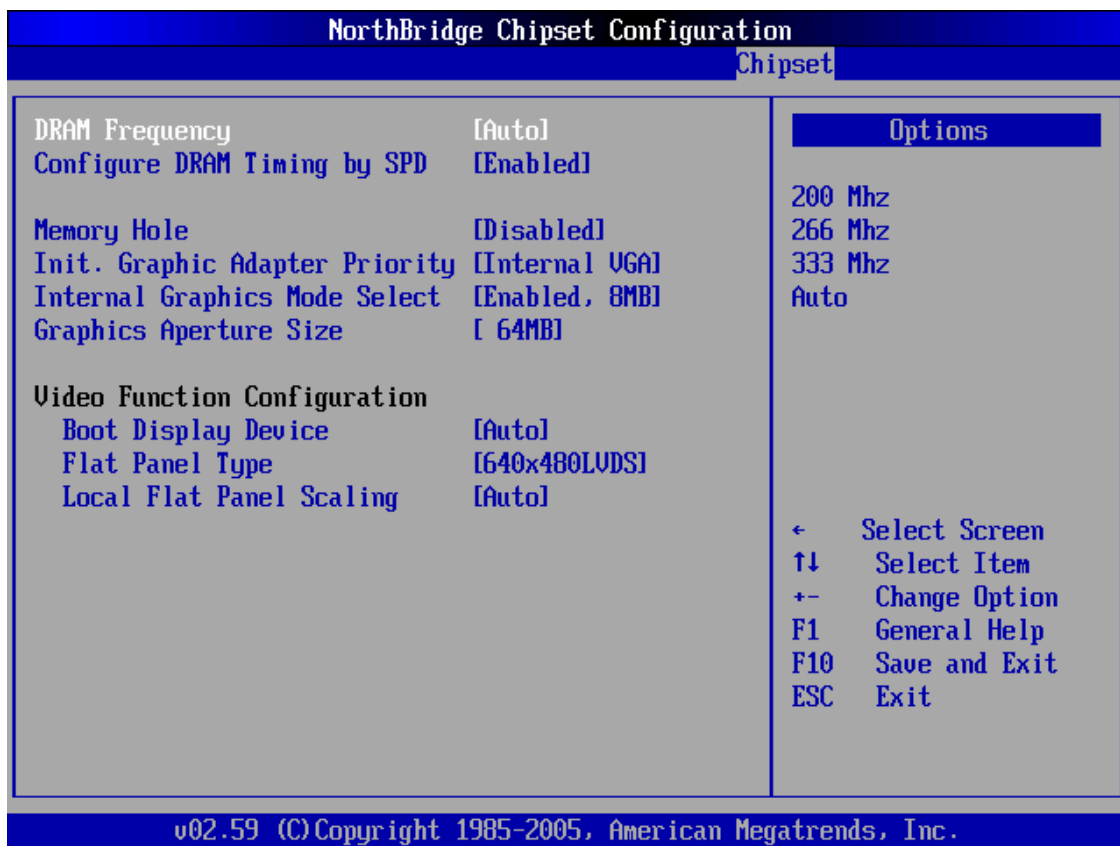 NorthBridge Chipset Configuration
Chipset
DRAM Frequency [Auto]
Configure DRAM Timing by SPD [Enabled]
Memory Hole [Disabled]
Init. Graphic Adapter Priority [Internal VGA]
Internal Graphics Mode Select [Enabled, 8MB]
Graphics Aperture Size [ 64MB]
Video Function Configuration
Boot Display Device [Auto]
Flat Panel Type [640x480LVDS]
Local Flat Panel Scaling [Auto]
Options
200 Mhz
266 Mhz
333 Mhz
Auto
← Select Screen
↑↓ Select Item
+- Change Option
F1 General Help
F10 Save and Exit
ESC Exit
v02.59 (C)Copyright 1985-2005, American Megatrends, Inc.